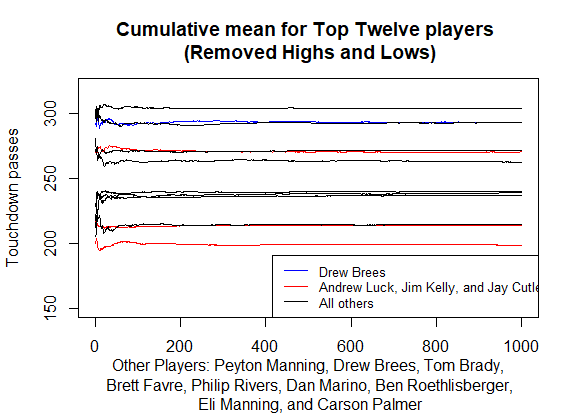 Cumulative mean for Top Twelve players
(Removed Highs and Lows)
Touchdown passes
300
250
200
150
Drew Brees
Andrew Luck, Jim Kelly, and Jay Cutle
All others
0 200 400 600 800 1000
Other Players: Peyton Manning, Drew Brees, Tom Brady,
Brett Favre, Philip Rivers, Dan Marino, Ben Roethlisberger,
Eli Manning, and Carson Palmer